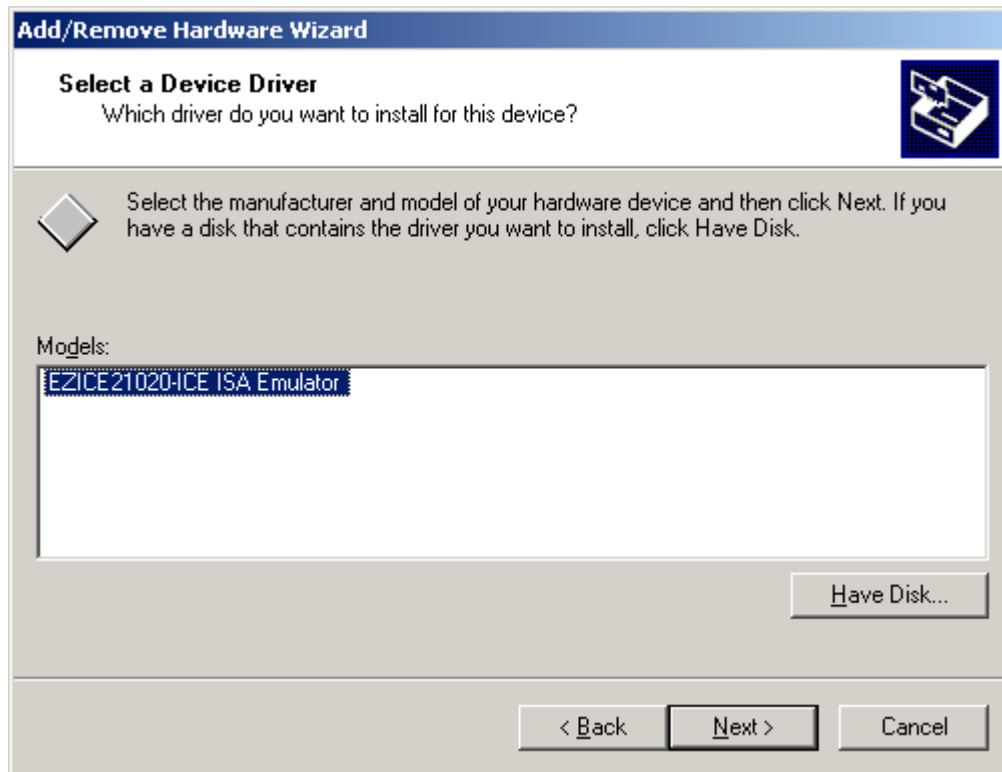 Add/Remove Hardware Wizard
Select a Device Driver
Which driver do you want to install for this device?
Select the manufacturer and model of your hardware device and then click Next. If you
have a disk that contains the driver you want to install, click Have Disk.
Models:
EZICE21020-ICE ISA Emulator
Have Disk...
< Back Next > Cancel